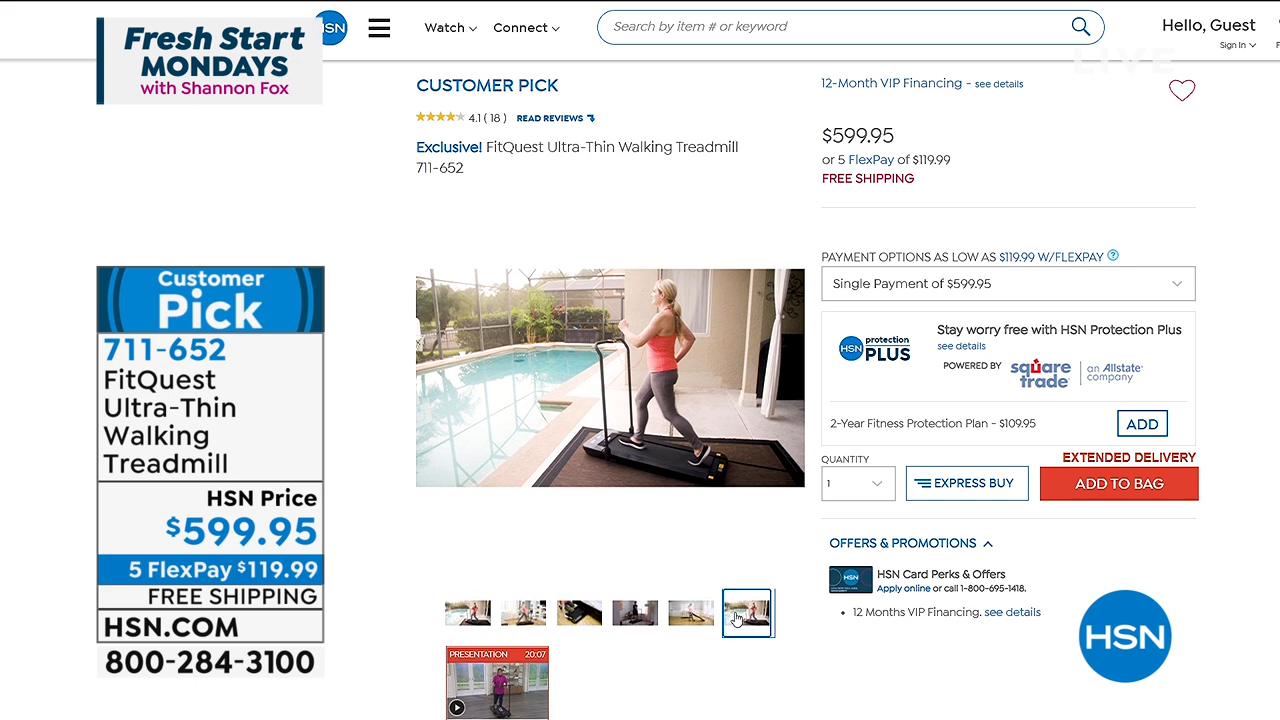 Fresh Start
MONDAYS
with Shannon Fox
HSN
Watch
Connect
Search by item # or keyword
Hello, Guest
Sign In
LIVE
CUSTOMER PICK
4.1 ( 18 ) READ REVIEWS
Exclusive! FitQuest Ultra-Thin Walking Treadmill
711-652
12-Month VIP Financing - see details
$599.95
or 5 FlexPay of $119.99
FREE SHIPPING
PAYMENT OPTIONS AS LOW AS $119.99 W/FLEXPAY ?
Single Payment of $599.95
HSN protection PLUS
Stay worry free with HSN Protection Plus
see details
POWERED BY square trade an Allstate company
2-Year Fitness Protection Plan - $109.95
ADD
EXTENDED DELIVERY
QUANTITY
1
EXPRESS BUY
ADD TO BAG
OFFERS & PROMOTIONS
HSN
HSN Card Perks & Offers
Apply online or call 1-800-695-1418.
• 12 Months VIP Financing. see details
Customer
Pick
711-652
FitQuest
Ultra-Thin
Walking
Treadmill
HSN Price
$599.95
5 FlexPay $119.99
FREE SHIPPING
HSN.COM
800-284-3100
PRESENTATION 20:07
HSN